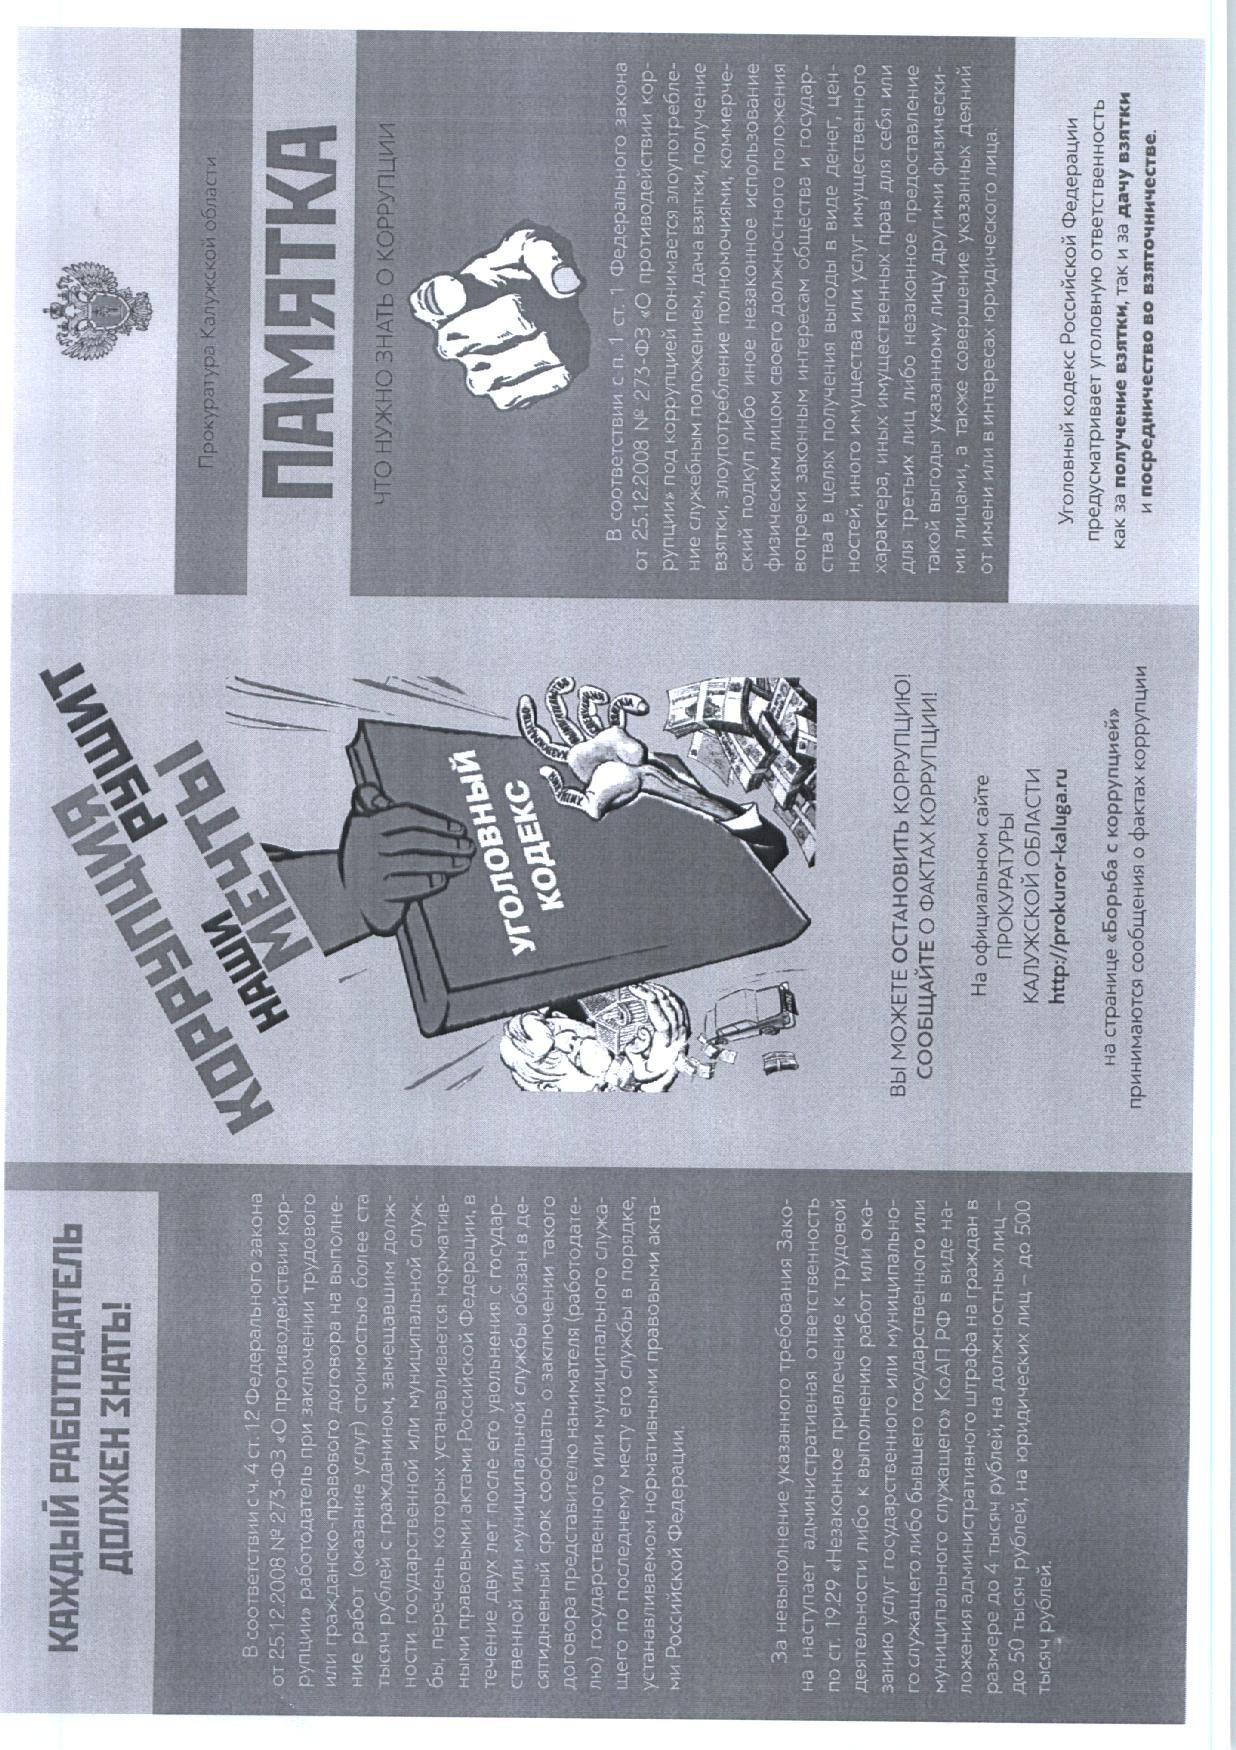 КАЖДЫЙ РАБОТОДАТЕЛЬ
ДОЛЖЕН ЗНАТЬ!
В соответствии с ч. 4 ст. 12 Федерального закона
от 25.12.2008 № 273-ФЗ «О противодействии кор-
рупции» работодатель при заключении трудового
или гражданско-правового договора на выполне-
ние работ (оказание услуг) стоимостью более ста
тысяч рублей с гражданином, замещавшим долж-
ности государственной или муниципальной служ-
бы, перечень которых устанавливается норматив-
ными правовыми актами Российской Федерации, в
течение двух лет после его увольнения с государ-
ственной или муниципальной службы обязан в де-
сятидневный срок сообщать о заключении такого
договора представителю нанимателя (работодате-
лю) государственного или муниципального служа-
щего по последнему месту его службы в порядке,
устанавливаемом нормативными правовыми акта-
ми Российской Федерации.
За невыполнение указанного требования Зако-
на наступает административная ответственность
по ст. 19.29 «Незаконное привлечение к трудовой
деятельности либо к выполнению работ или ока-
занию услуг государственного или муниципально-
го служащего либо бывшего государственного или
муниципального служащего» КоАП РФ в виде на-
ложения административного штрафа на граждан в
размере до 4 тысяч рублей, на должностных лиц –
до 50 тысяч рублей, на юридических лиц – до 500
тысяч рублей.
КОРРУПЦИЯ
РУШИТ
НАШИ
МЕЧТЫ
УГОЛОВНЫЙ
КОДЕКС
ВЫ МОЖЕТЕ ОСТАНОВИТЬ КОРРУПЦИЮ!
СООБЩАЙТЕ О ФАКТАХ КОРРУПЦИИ!
На официальном сайте
ПРОКУРАТУРЫ
КАЛУЖСКОЙ ОБЛАСТИ
http://prokuror-kaluga.ru
на странице «Борьба с коррупцией»
принимаются сообщения о фактах коррупции
Прокуратура Калужской области
ПАМЯТКА
ЧТО НУЖНО ЗНАТЬ О КОРРУПЦИИ
В соответствии с п. 1 ст. 1 Федерального закона
от 25.12.2008 № 273-ФЗ «О противодействии кор-
рупции» под коррупцией понимается злоупотребле-
ние служебным положением, дача взятки, получение
взятки, злоупотребление полномочиями, коммерче-
ский подкуп либо иное незаконное использование
физическим лицом своего должностного положения
вопреки законным интересам общества и государ-
ства в целях получения выгоды в виде денег, цен-
ностей, иного имущества или услуг имущественного
характера, иных имущественных прав для себя или
для третьих лиц либо незаконное предоставление
такой выгоды указанному лицу другими физически-
ми лицами, а также совершение указанных деяний
от имени или в интересах юридического лица.
Уголовный кодекс Российской Федерации
предусматривает уголовную ответственность
как за получение взятки, так и за дачу взятки
и посредничество во взяточничестве.